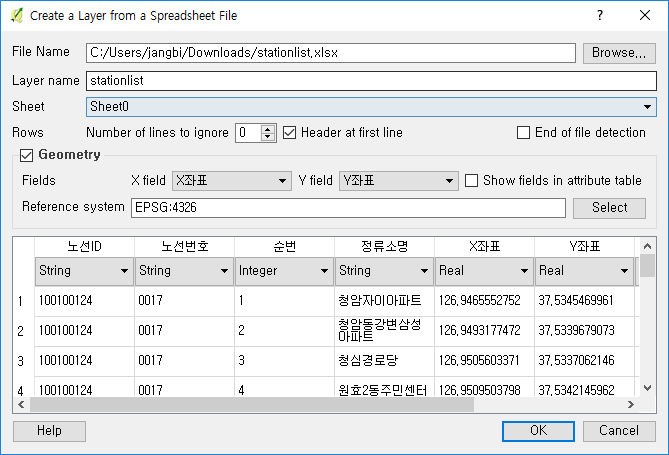 Create a Layer from a Spreadsheet File
File Name C:/Users/jangbi/Downloads/stationlist.xlsx Browse...
Layer name stationlist
Sheet Sheet0
Rows Number of lines to ignore 0 Header at first line End of file detection
Geometry
Fields X field X좌표 Y field Y좌표 Show fields in attribute table
Reference system EPSG:4326 Select
노선ID 노선번호 순번 정류소명 X좌표 Y좌표
String String Integer String Real Real
1 100100124 0017 1 청암자이아파트 126,9465552752 37,5345469961
2 100100124 0017 2 청암동강변삼성아파트 126,9493177472 37,5339679073
3 100100124 0017 3 청심경로당 126,9505603371 37,5337062146
4 100100124 0017 4 원효2동주민센터 126,9509503798 37,5342145962
Help OK Cancel